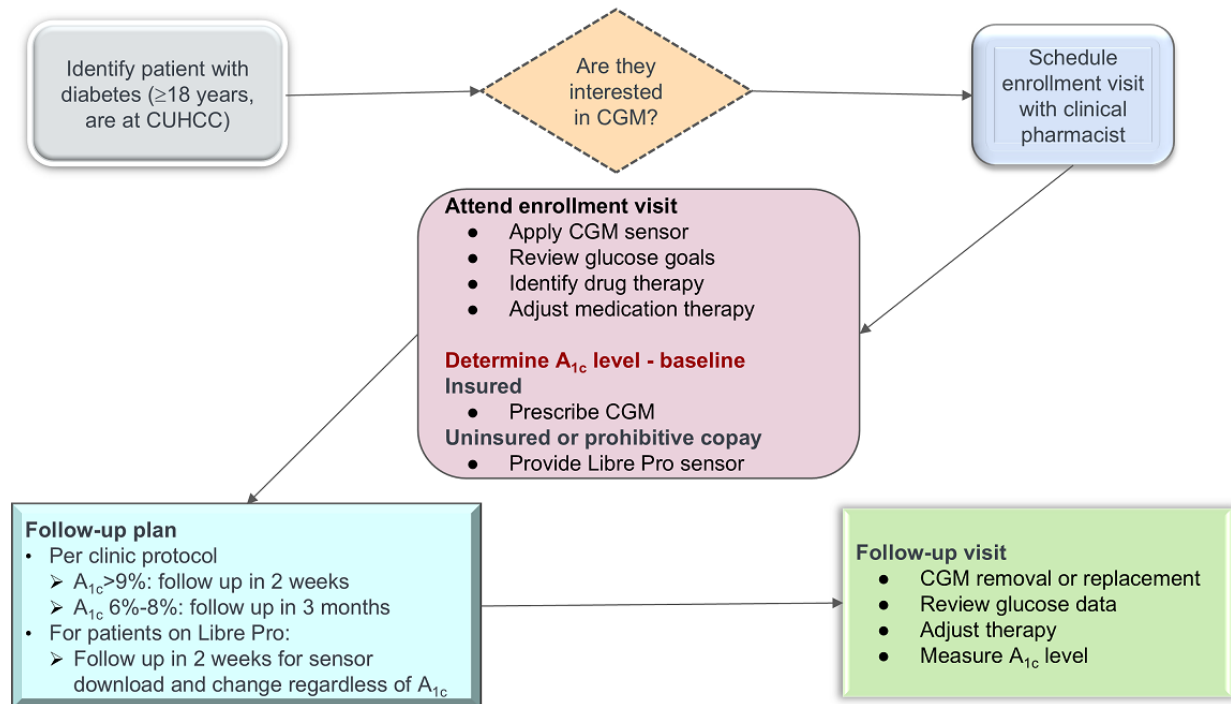 Identify patient with
diabetes (≥18 years,
are at CUHCC)
Are they
interested
in CGM?
Schedule
enrollment visit
with clinical
pharmacist
Attend enrollment visit
● Apply CGM sensor
● Review glucose goals
● Identify drug therapy
● Adjust medication therapy
Determine A1c level - baseline
Insured
● Prescribe CGM
Uninsured or prohibitive copay
● Provide Libre Pro sensor
Follow-up plan
• Per clinic protocol
➢ A1c>9%: follow up in 2 weeks
➢ A1c 6%-8%: follow up in 3 months
• For patients on Libre Pro:
➢ Follow up in 2 weeks for sensor
download and change regardless of A1c
Follow-up visit
● CGM removal or replacement
● Review glucose data
● Adjust therapy
● Measure A1c level